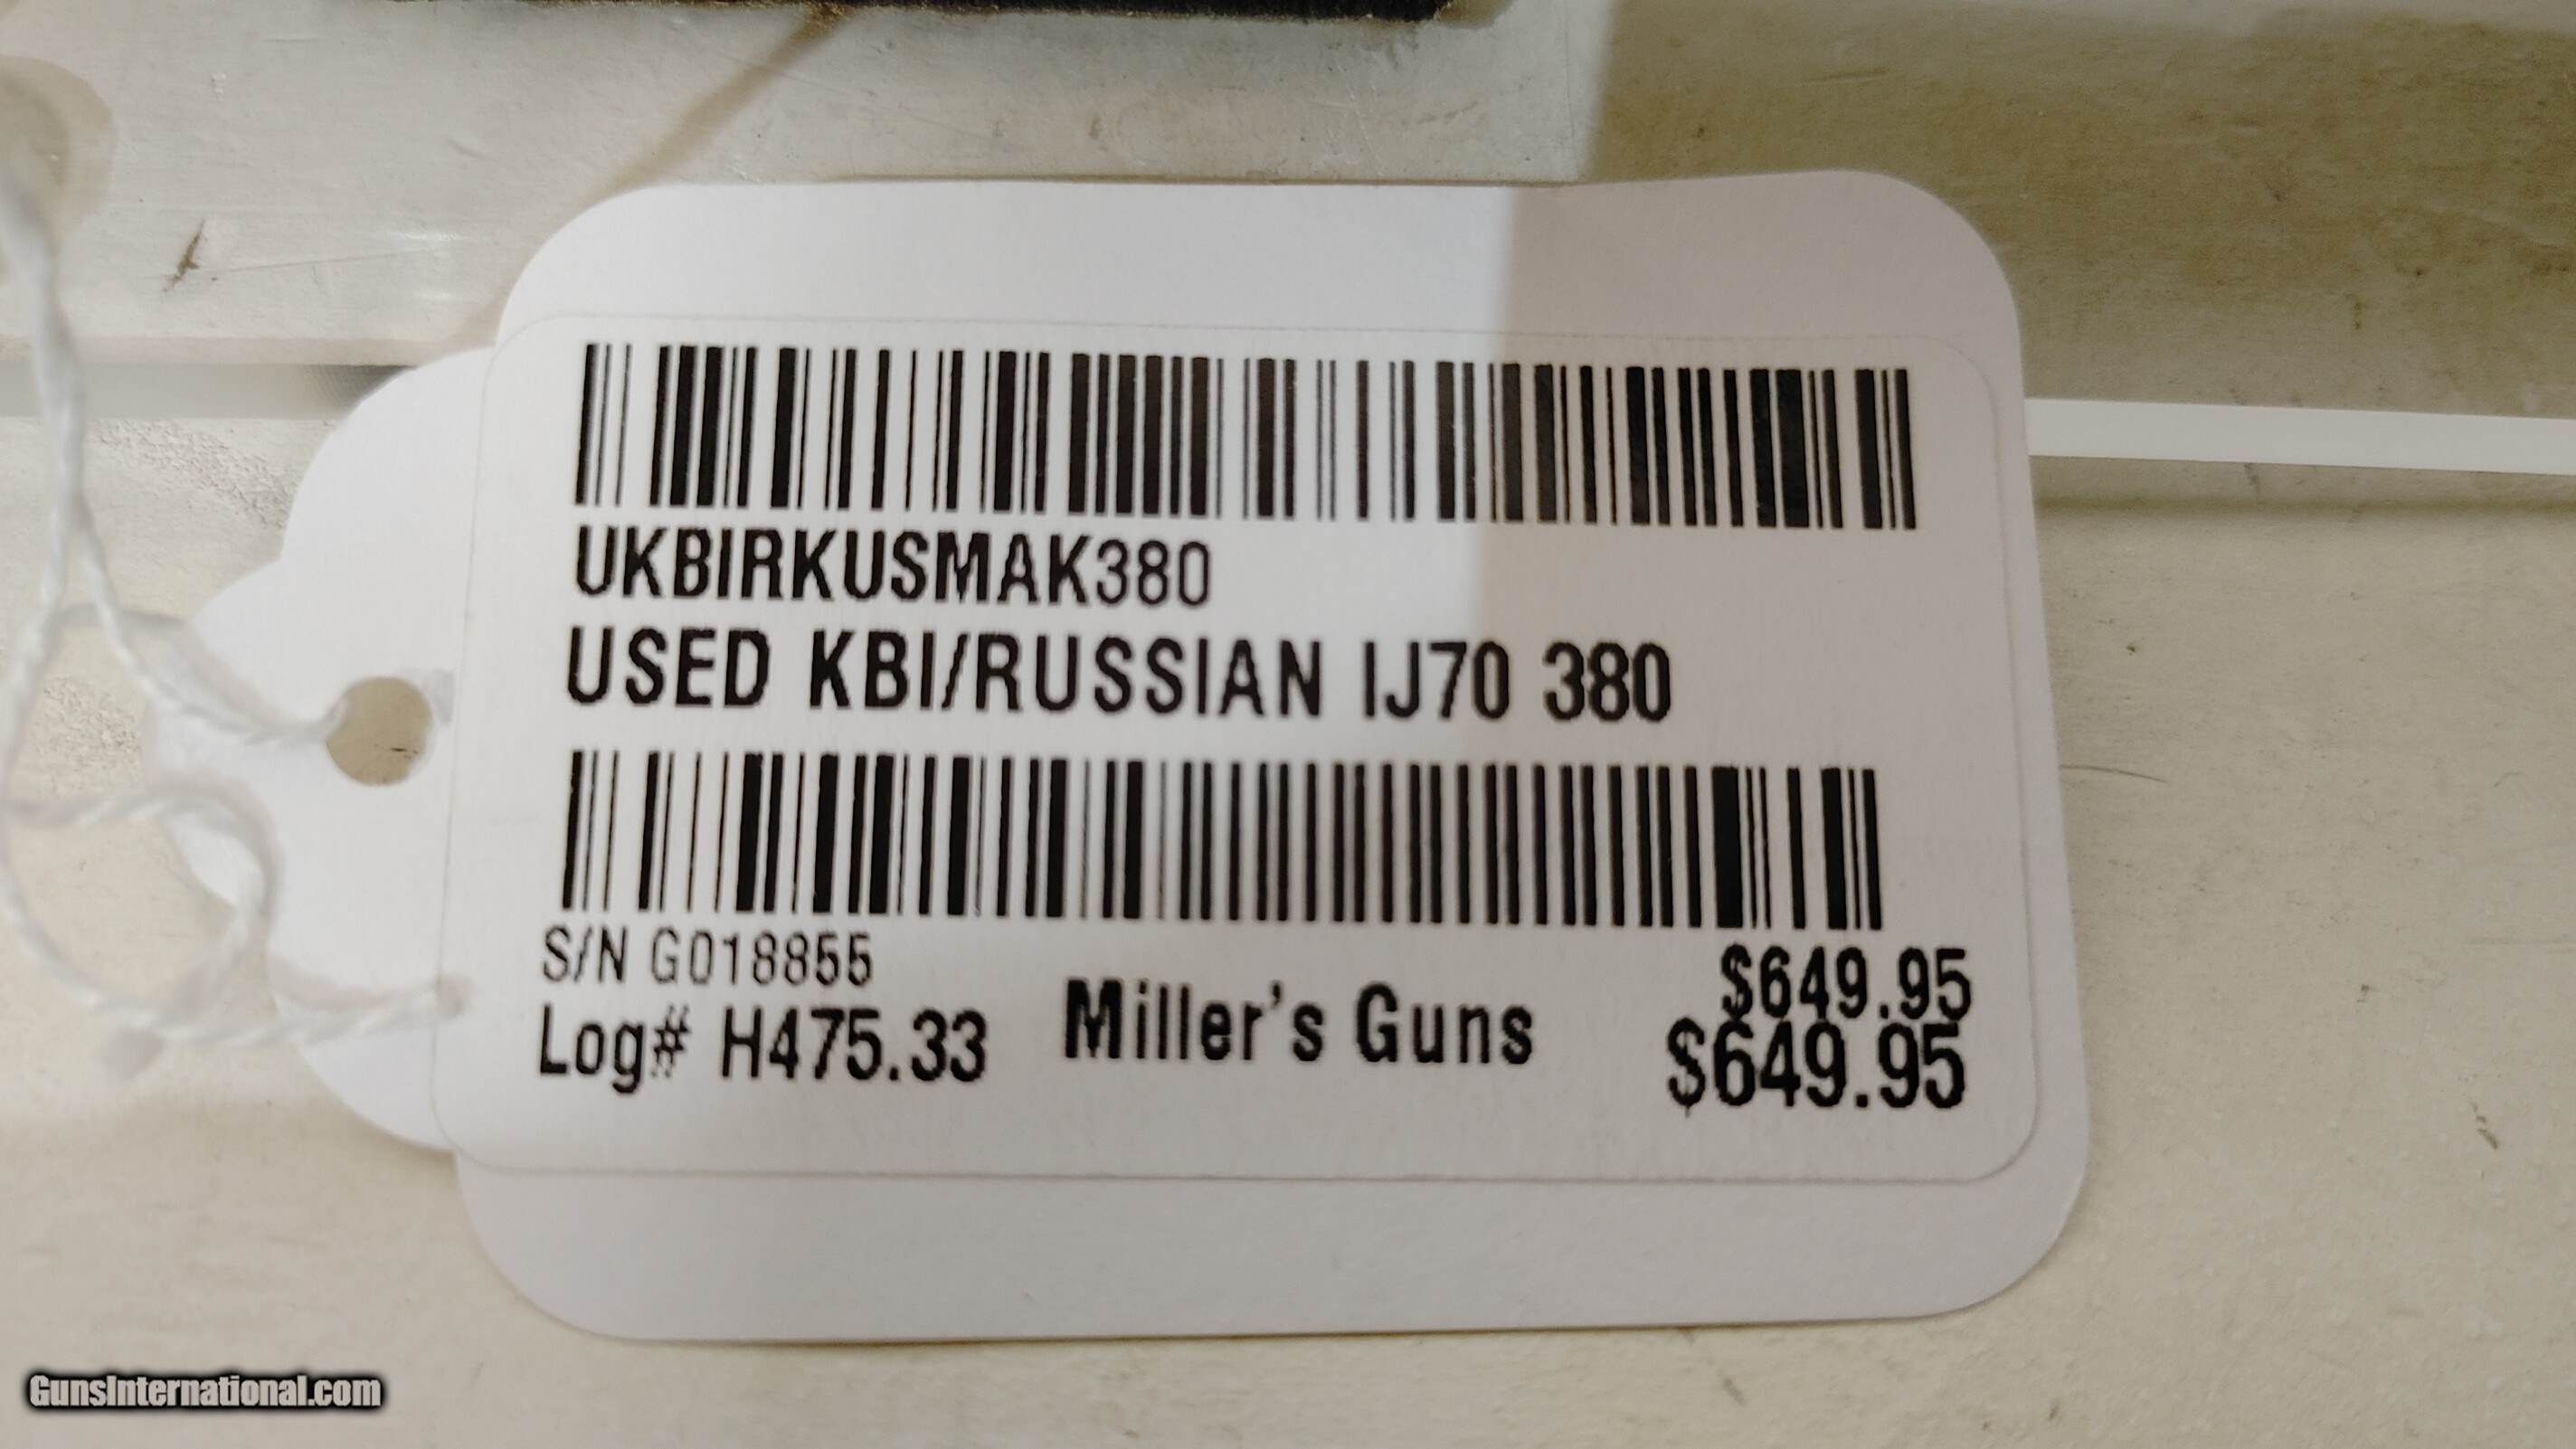 UKBIRKUSMAK380
USED KBI/RUSSIAN IJ70 380
S/N G018855
Log# H475.33
Miller's Guns
$649.95
$649.95
GunsInternational.com